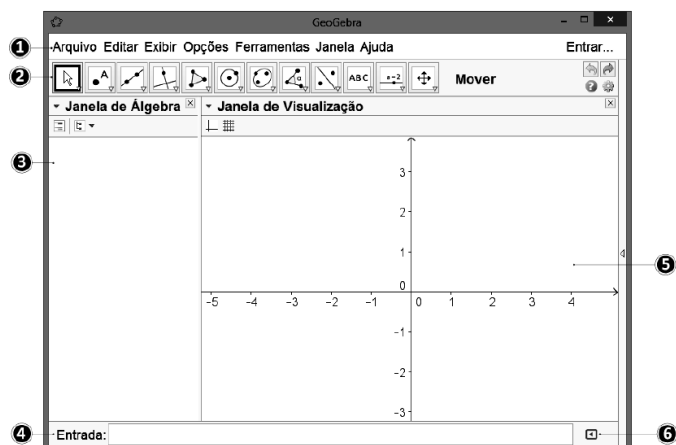 GeoGebra
1 Arquivo Editar Exibir Opções Ferramentas Janela Ajuda Entrar...
2 A α ABC a=2 Mover
Janela de Álgebra Janela de Visualização
3
3
2
1
5
0
-5 -4 -3 -2 -1 0 1 2 3 4
-1
-2
-3
4 Entrada: 6